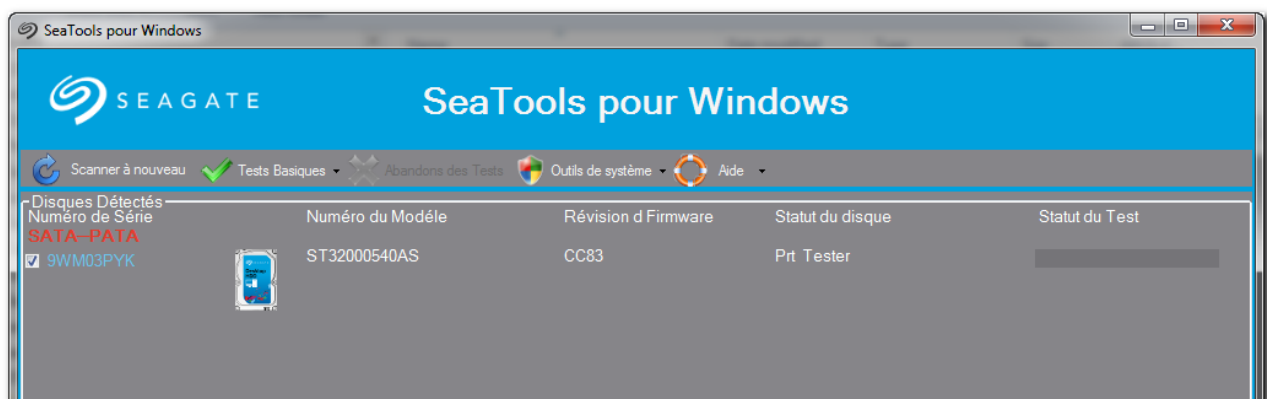 SeaTools pour Windows
SEAGATE
SeaTools pour Windows
Scanner à nouveau Tests Basiques Abandons des Tests Outils de système Aide
Disques Détectés
Numéro de Série Numéro du Modéle Révision d Firmware Statut du disque Statut du Test
SATA-PATA
9WM03PYK ST32000540AS CC83 Prt Tester